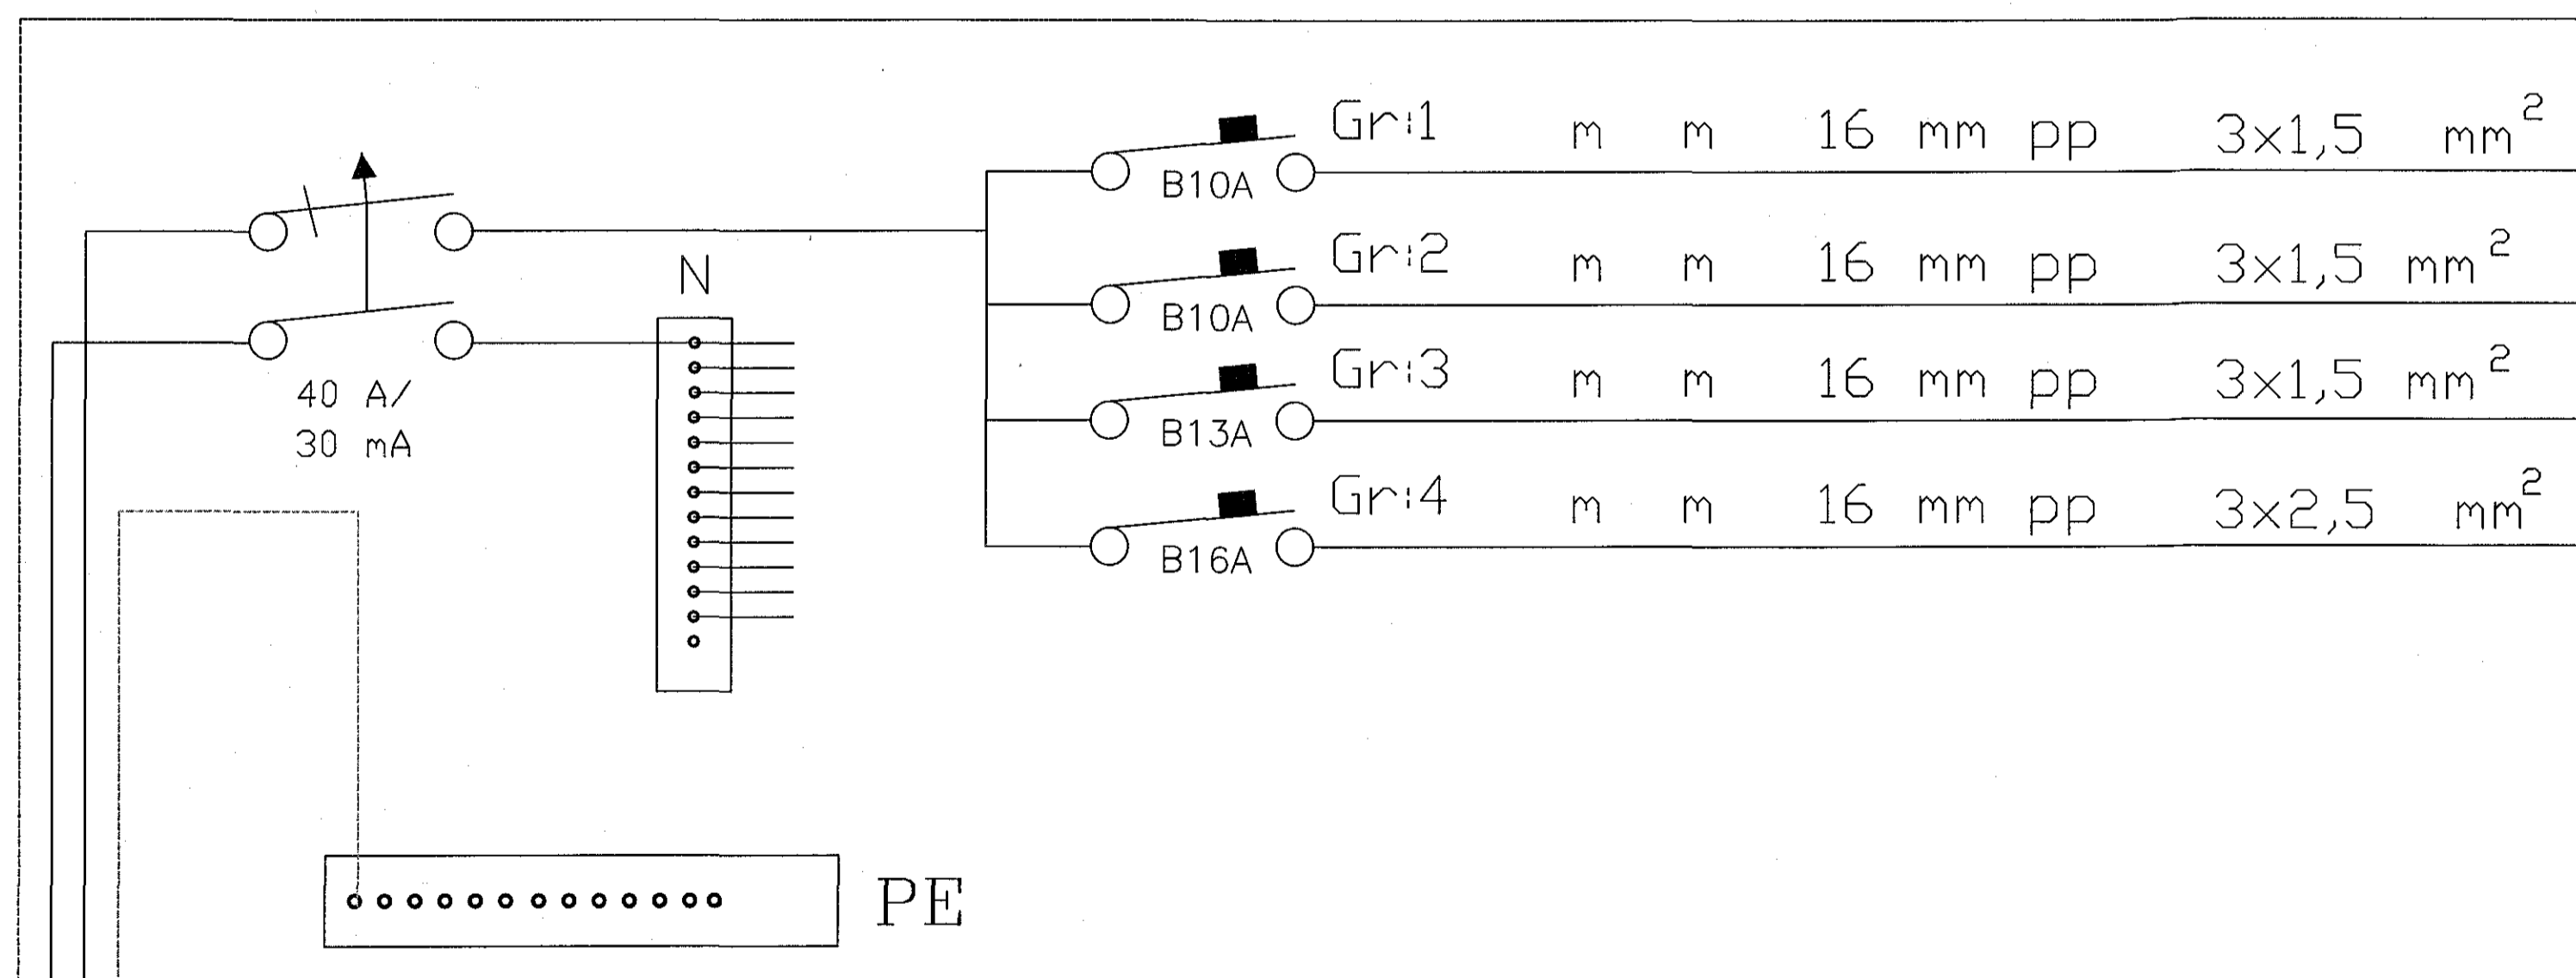 Gr:1 m m 16 mm pp 3x1,5 mm²
B10A
Gr:2 m m 16 mm pp 3x1,5 mm²
B10A
N
Gr:3 m m 16 mm pp 3x1,5 mm²
B13A
40 A/
30 mA
Gr:4 m m 16 mm pp 3x2,5 mm²
B16A
PE